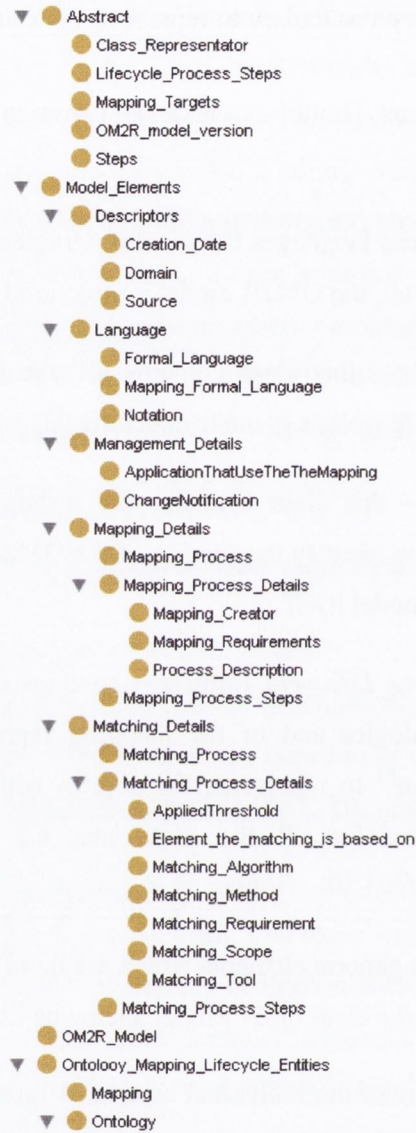 Abstract
Class_Representator
Lifecycle_Process_Steps
Mapping_Targets
OM2R_model_version
Steps
Model_Elements
Descriptors
Creation_Date
Domain
Source
Language
Formal_Language
Mapping_Formal_Language
Notation
Management_Details
ApplicationThatUseTheTheMapping
ChangeNotification
Mapping_Details
Mapping_Process
Mapping_Process_Details
Mapping_Creator
Mapping_Requirements
Process_Description
Mapping_Process_Steps
Matching_Details
Matching_Process
Matching_Process_Details
AppliedThreshold
Element_the_matching_is_based_on
Matching_Algorithm
Matching_Method
Matching_Requirement
Matching_Scope
Matching_Tool
Matching_Process_Steps
OM2R_Model
Ontolooy_Mapping_Lifecycle_Entities
Mapping
Ontology